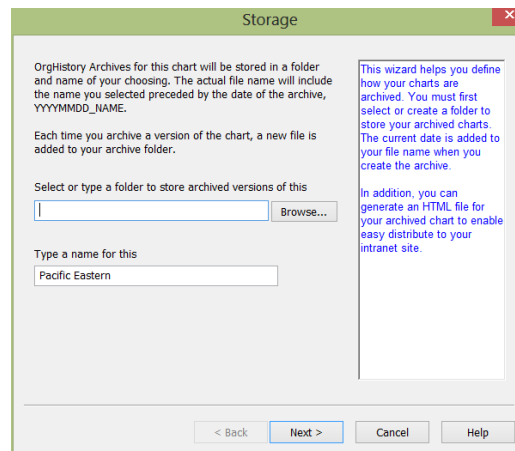 Storage
OrgHistory Archives for this chart will be stored in a folder
and name of your choosing. The actual file name will include
the name you selected preceded by the date of the archive,
YYYYMMDD_NAME.
Each time you archive a version of the chart, a new file is
added to your archive folder.
Select or type a folder to store archived versions of this
Browse...
Type a name for this
Pacific Eastern
This wizard helps you define
how your charts are
archived. You must first
select or create a folder to
store your archived charts.
The current date is added to
your file name when you
create the archive.
In addition, you can
generate an HTML file for
your archived chart to enable
easy distribute to your
intranet site.
< Back
Next >
Cancel
Help